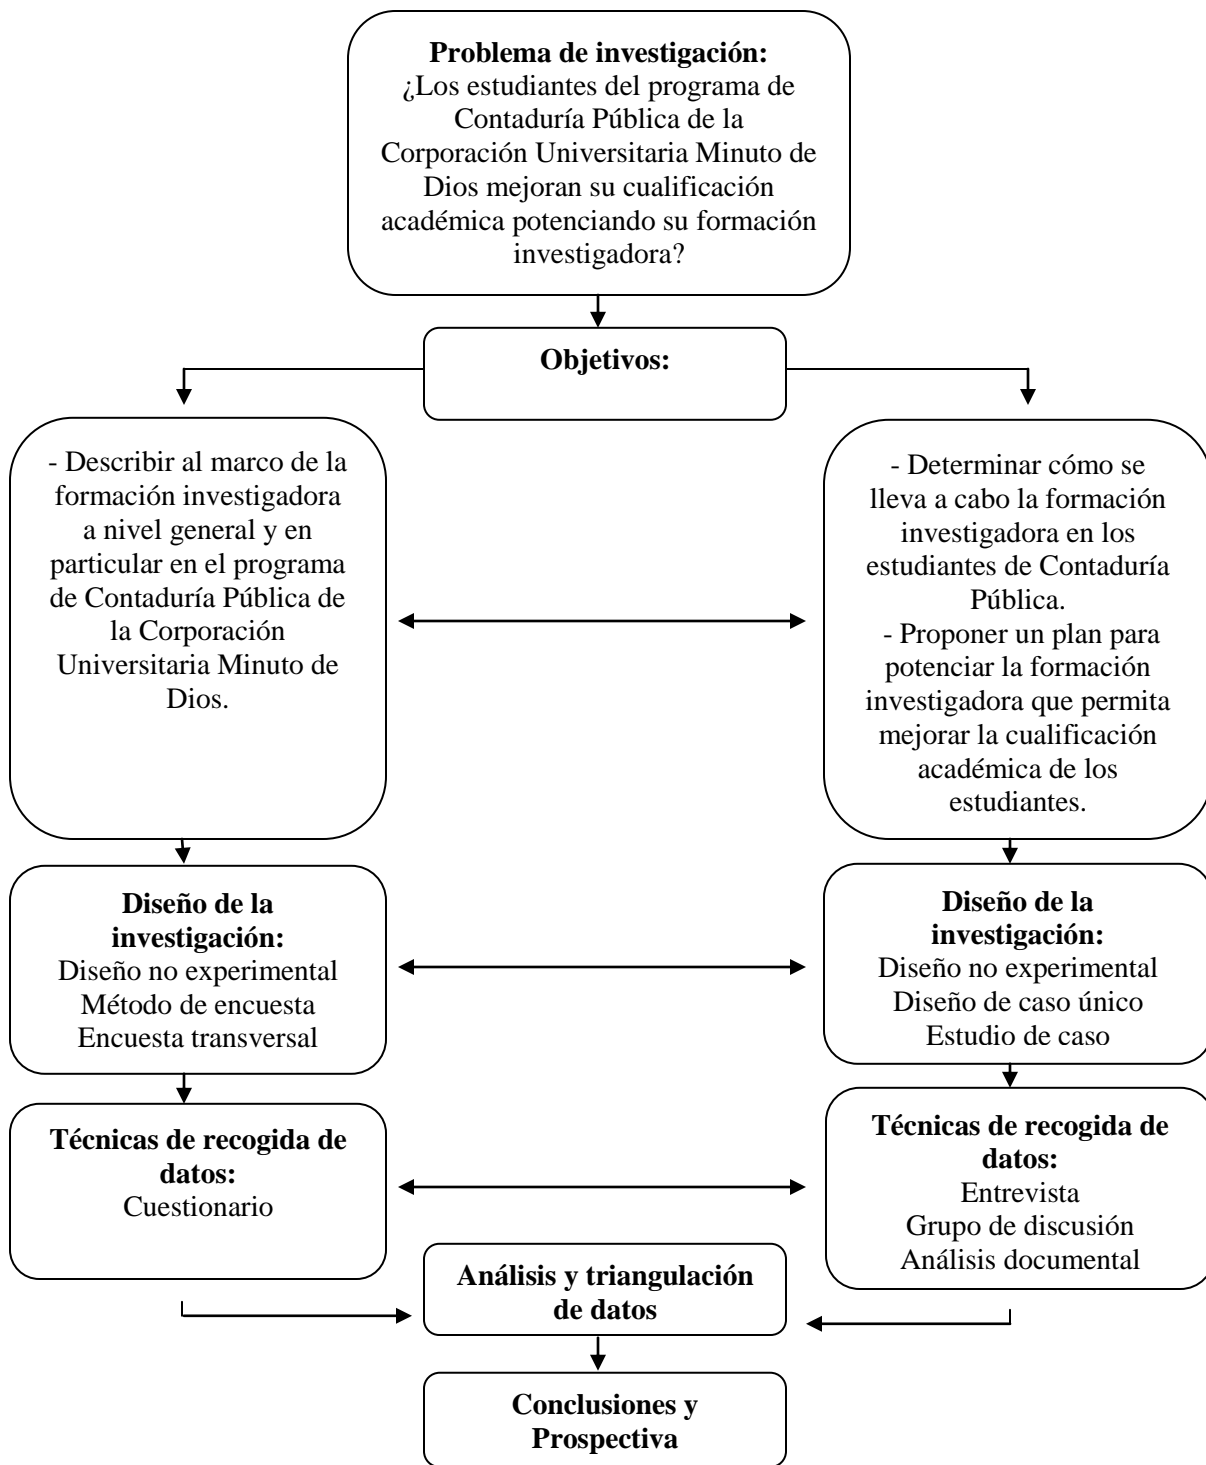 Problema de investigación:
¿Los estudiantes del programa de
Contaduría Pública de la
Corporación Universitaria Minuto de
Dios mejoran su cualificación
académica potenciando su formación
investigadora?
Objetivos:
- Describir al marco de la
formación investigadora
a nivel general y en
particular en el programa
de Contaduría Pública de
la Corporación
Universitaria Minuto de
Dios.
- Determinar cómo se
lleva a cabo la formación
investigadora en los
estudiantes de Contaduría
Pública.
- Proponer un plan para
potenciar la formación
investigadora que permita
mejorar la cualificación
académica de los
estudiantes.
Diseño de la
investigación:
Diseño no experimental
Método de encuesta
Encuesta transversal
Diseño de la
investigación:
Diseño no experimental
Diseño de caso único
Estudio de caso
Técnicas de recogida de
datos:
Cuestionario
Técnicas de recogida de
datos:
Entrevista
Grupo de discusión
Análisis documental
Análisis y triangulación
de datos
Conclusiones y
Prospectiva